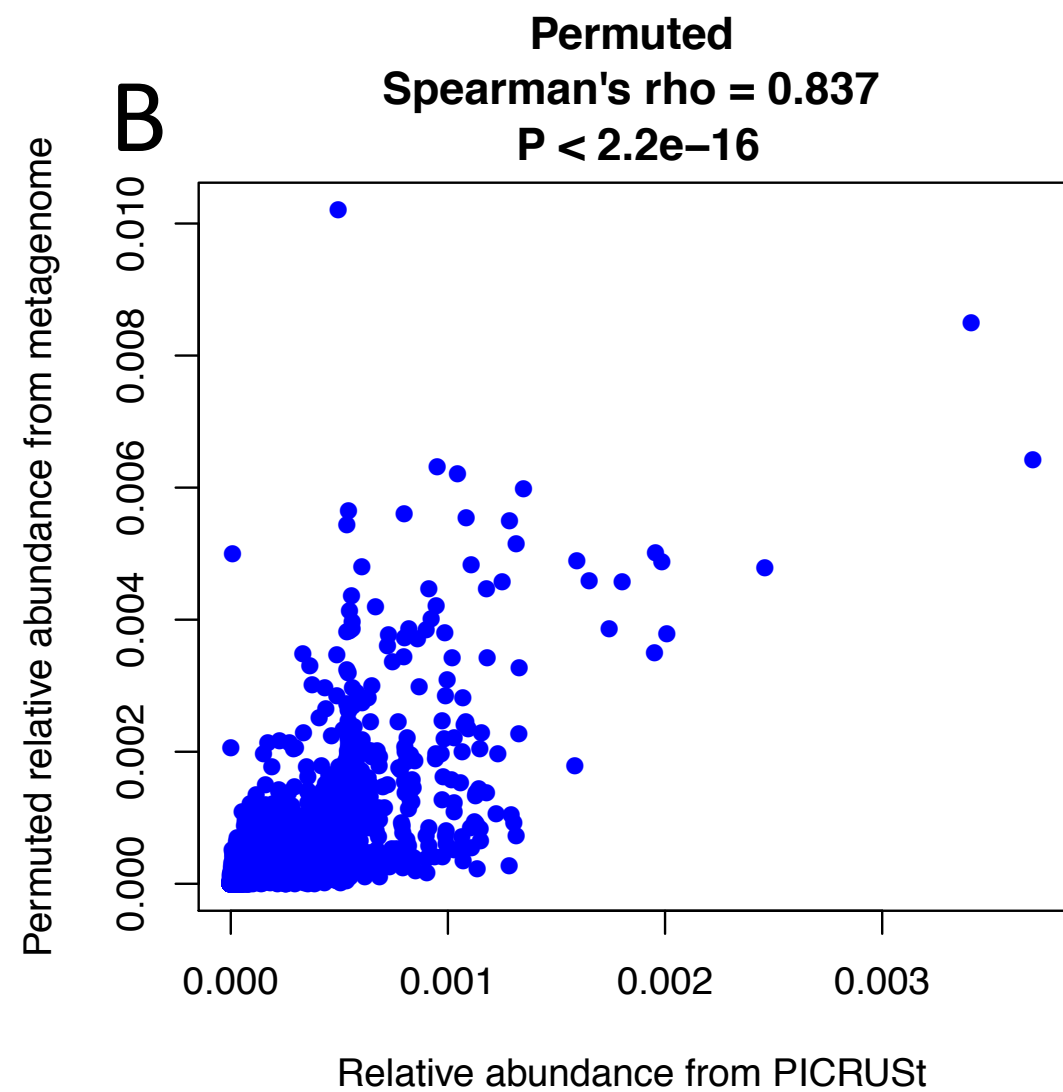 Permuted
Spearman's rho = 0.837
P < 2.2e−16
B
Permuted relative abundance from metagenome
0.010
0.008
0.006
0.004
0.002
0.000
0.000 0.001 0.002 0.003
Relative abundance from PICRUSt